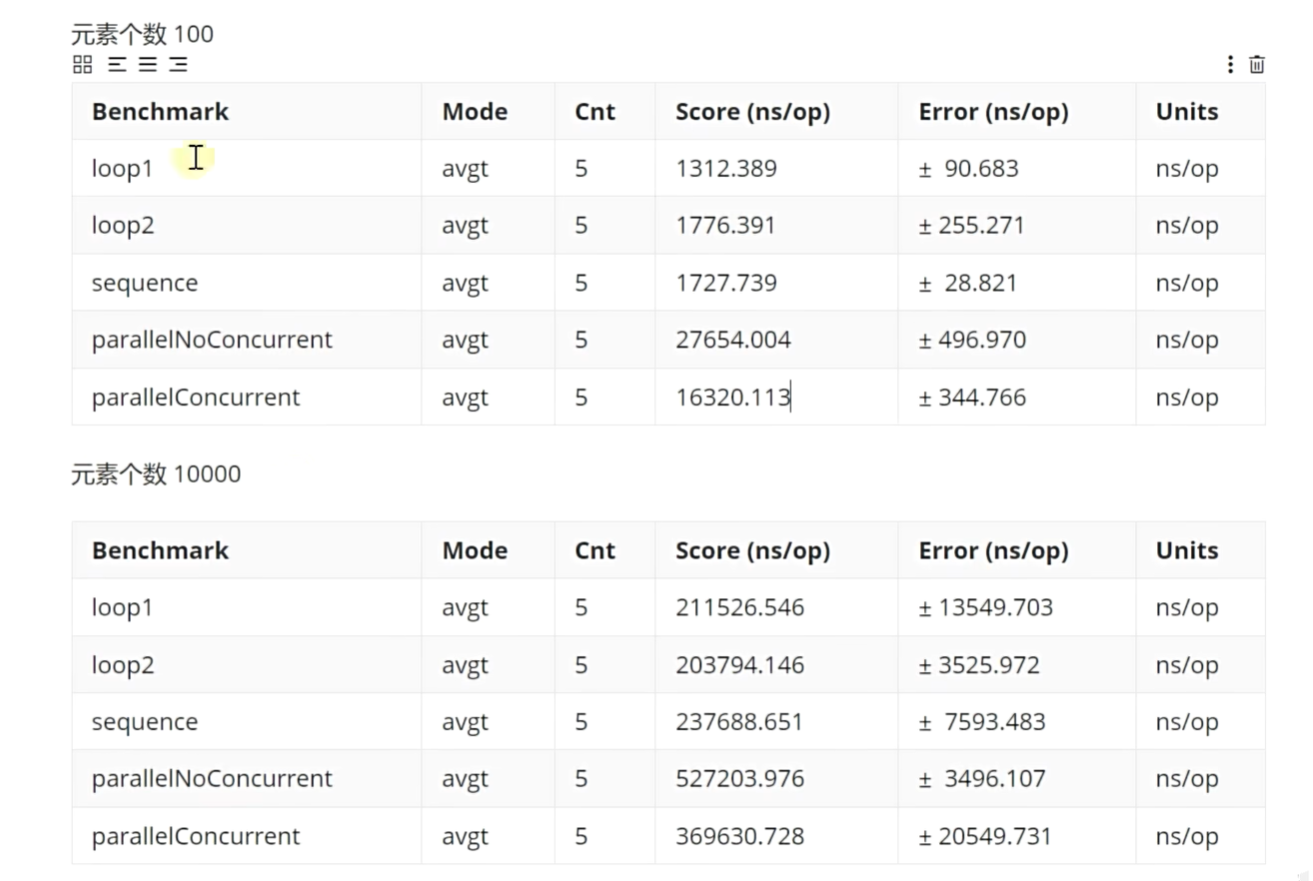 元素个数 100
Benchmark Mode Cnt Score (ns/op) Error (ns/op) Units
loop1 avgt 5 1312.389 ± 90.683 ns/op
loop2 avgt 5 1776.391 ± 255.271 ns/op
sequence avgt 5 1727.739 ± 28.821 ns/op
parallelNoConcurrent avgt 5 27654.004 ± 496.970 ns/op
parallelConcurrent avgt 5 16320.113 ± 344.766 ns/op
元素个数 10000
Benchmark Mode Cnt Score (ns/op) Error (ns/op) Units
loop1 avgt 5 211526.546 ± 13549.703 ns/op
loop2 avgt 5 203794.146 ± 3525.972 ns/op
sequence avgt 5 237688.651 ± 7593.483 ns/op
parallelNoConcurrent avgt 5 527203.976 ± 3496.107 ns/op
parallelConcurrent avgt 5 369630.728 ± 20549.731 ns/op